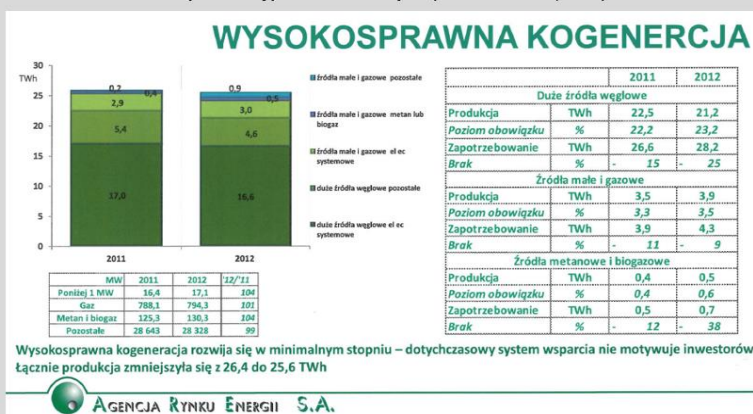 WYSOKOSPRAWNA KOGENERCJA
30
TWh
25
20
15
10
5
0
0,2
0,4
2,9
5,4
17,0
0,9
0,5
3,0
4,6
16,6
2011
2012
źródła małe i gazowe pozostałe
źródła małe i gazowe metan lub
biogaz
źródła małe i gazowe el ec
systemowe
duże źródła węglowe pozostałe
duże źródła węglowe el ec
systemowe
MW 2011 2012 '12/'11
Poniżej 1 MW 16,4 17,1 104
Gaz 788,1 794,3 101
Metan i biogaz 125,3 130,3 104
Pozostałe 28 643 28 328 99
2011 2012
Duże źródła węglowe
Produkcja TWh 22,5 21,2
Poziom obowiązku % 22,2 23,2
Zapotrzebowanie TWh 26,6 28,2
Brak % - 15 - 25
Źródła małe i gazowe
Produkcja TWh 3,5 3,9
Poziom obowiązku % 3,3 3,5
Zapotrzebowanie TWh 3,9 4,3
Brak % - 11 - 9
Źródła metanowe i biogazowe
Produkcja TWh 0,4 0,5
Poziom obowiązku % 0,4 0,6
Zapotrzebowanie TWh 0,5 0,7
Brak % - 12 - 38
Wysokosprawna kogeneracja rozwija się w minimalnym stopniu – dotychczasowy system wsparcia nie motywuje inwestorów
Łącznie produkcja zmniejszyła się z 26,4 do 25,6 TWh
AGENCJA RYNKU ENERGII S.A.